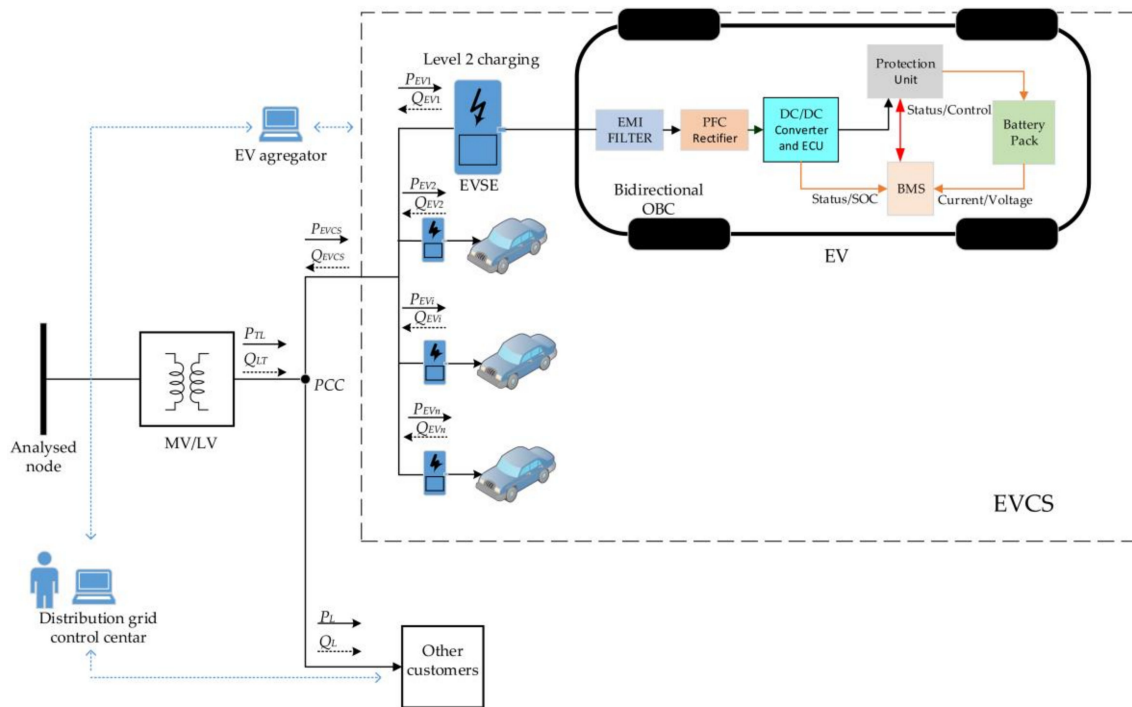 Level 2 charging
PEV1
QEV1
EVSE
EV agregator
EMI
FILTER
PFC
Rectifier
DC/DC
Converter
and ECU
Protection
Unit
Status/Control
Battery
Pack
BMS
Status/SOC
Current/Voltage
Bidirectional
OBC
EV
PEV2
QEV2
PEVCS
QEVCS
PEVi
QEVi
PTL
QLT
PCC
MV/LV
Analysed
node
PEVn
QEVn
EVCS
Distribution grid
control centar
PL
QL
Other
customers